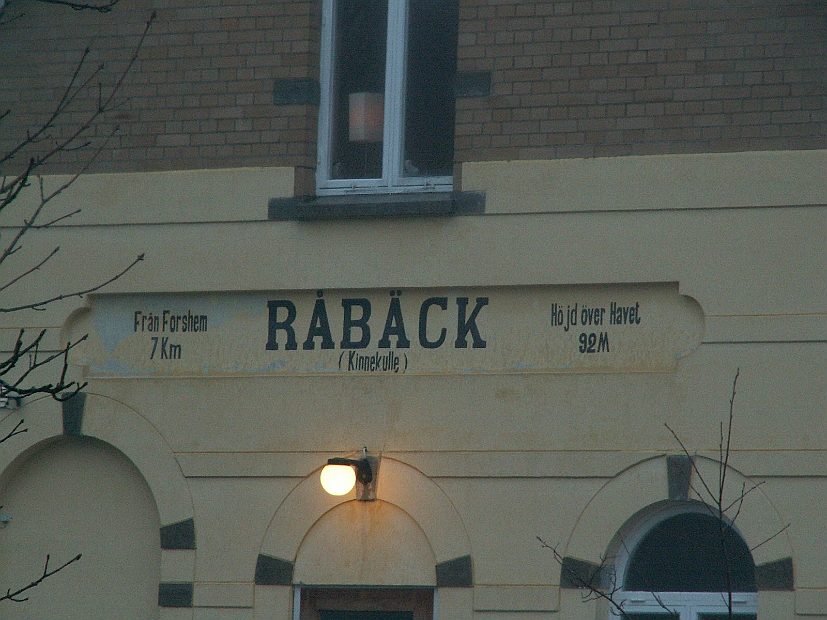 Från Forshem
7 Km
RÅBÄCK
(Kinnekulle)
Höjd över Havet
92M